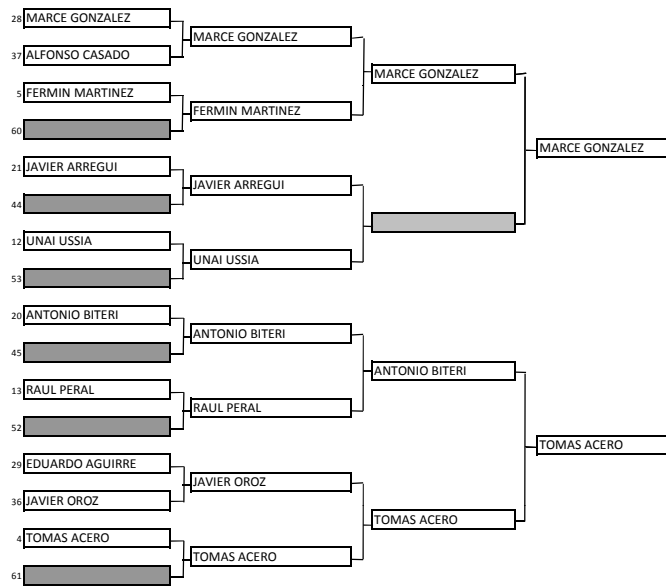 28 MARCE GONZALEZ
MARCE GONZALEZ
37 ALFONSO CASADO
MARCE GONZALEZ
5 FERMIN MARTINEZ
FERMIN MARTINEZ
60
MARCE GONZALEZ
21 JAVIER ARREGUI
JAVIER ARREGUI
44
12 UNAI USSIA
UNAI USSIA
53
20 ANTONIO BITERI
ANTONIO BITERI
45
ANTONIO BITERI
13 RAUL PERAL
RAUL PERAL
52
TOMAS ACERO
29 EDUARDO AGUIRRE
JAVIER OROZ
36 JAVIER OROZ
TOMAS ACERO
4 TOMAS ACERO
TOMAS ACERO
61